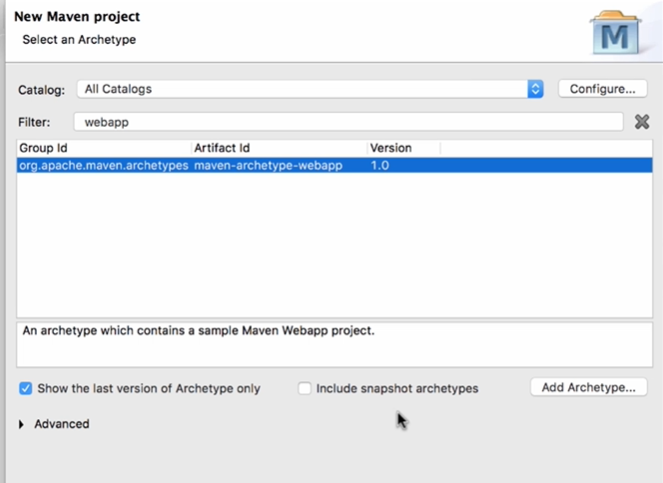 New Maven project
Select an Archetype
M
Catalog: All Catalogs Configure...
Filter: webapp
Group Id Artifact Id Version
org.apache.maven.archetypes maven-archetype-webapp 1.0
An archetype which contains a sample Maven Webapp project.
Show the last version of Archetype only Include snapshot archetypes Add Archetype...
Advanced